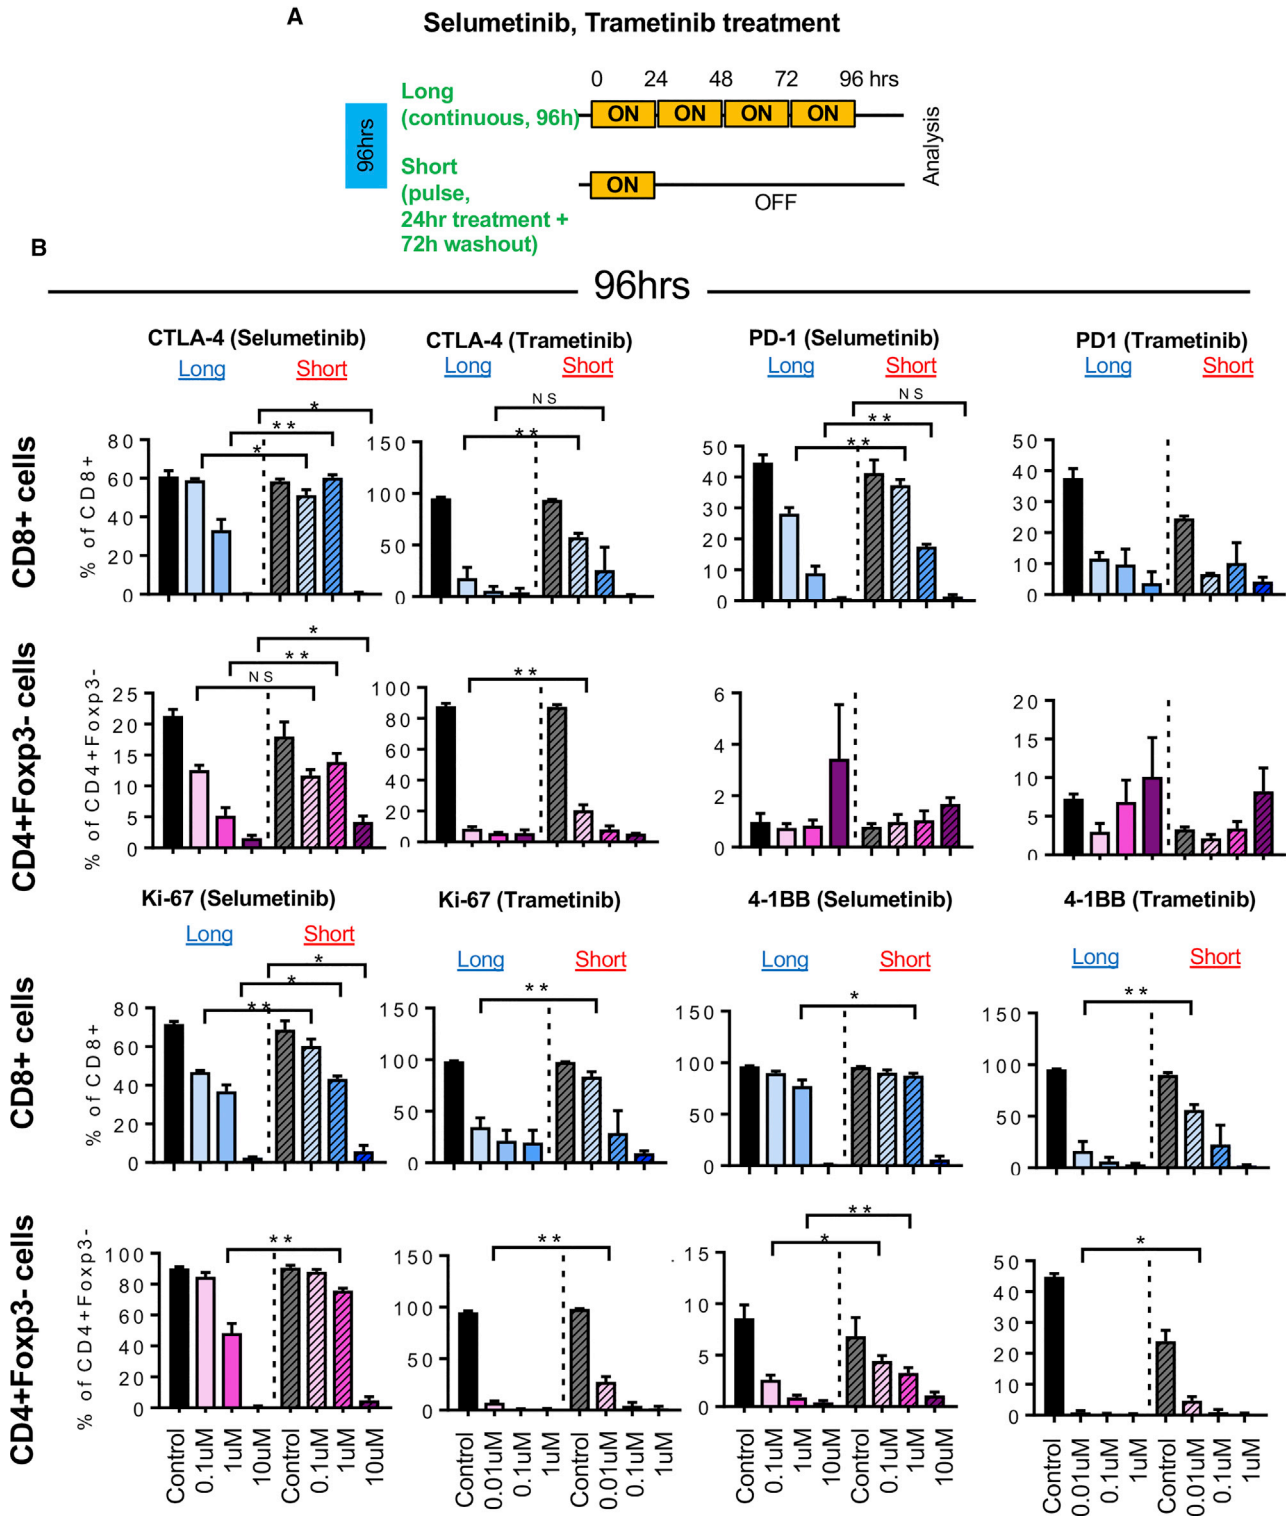 A
Selumetinib, Trametinib treatment
0 24 48 72 96 hrs
96hrs
Long
(continuous, 96h)
ON ON ON ON
Short
(pulse,
24hr treatment +
72h washout)
ON
OFF
Analysis
B
96hrs
CTLA-4 (Selumetinib) CTLA-4 (Trametinib) PD-1 (Selumetinib) PD1 (Trametinib)
Long Short Long Short Long Short Long Short
CD8+ cells
% of CD8+
80
60
40
20
0
* ** *
150
100
50
0
NS
**
50
40
30
20
10
0
NS
**
**
50
40
30
20
10
0
CD4+Foxp3- cells
% of CD4+Foxp3-
25
20
15
10
5
0
*
**
NS
100
80
60
40
20
0
**
6
4
2
0
20
15
10
5
0
Ki-67 (Selumetinib) Ki-67 (Trametinib) 4-1BB (Selumetinib) 4-1BB (Trametinib)
Long Short Long Short Long Short Long Short
CD8+ cells
% of CD8+
80
60
40
20
0
*
*
**
150
100
50
0
**
150
100
50
0
*
150
100
50
0
**
CD4+Foxp3- cells
% of CD4+Foxp3-
100
80
60
40
20
0
**
150
100
50
0
**
15
10
5
0
**
*
50
40
30
20
10
0
*
Control 0.1uM 1uM 10uM Control 0.1uM 1uM 10uM
Control 0.01uM 0.1uM 1uM Control 0.01uM 0.1uM 1uM
Control 0.1uM 1uM 10uM Control 0.1uM 1uM 10uM
Control 0.01uM 0.1uM 1uM Control 0.01uM 0.1uM 1uM